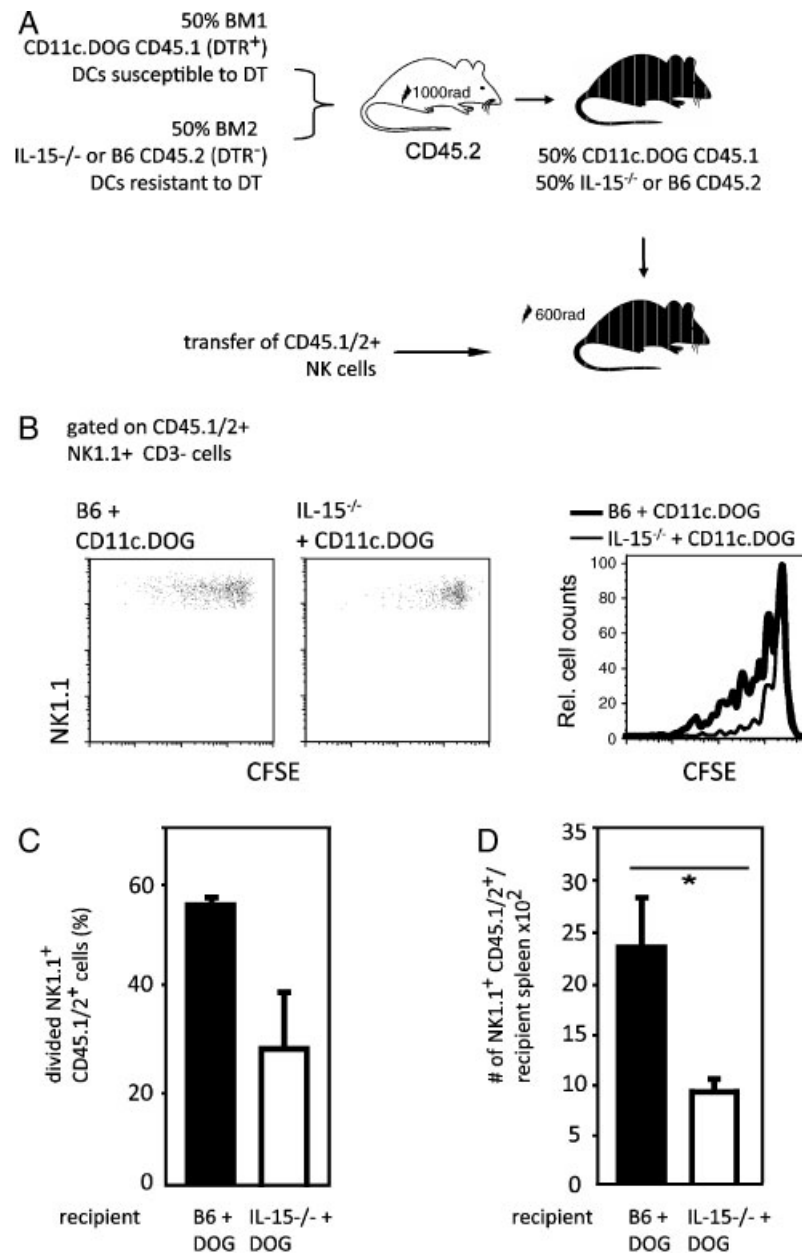 A
50% BM1
CD11c.DOG CD45.1 (DTR+)
DCs susceptible to DT
50% BM2
IL-15-/- or B6 CD45.2 (DTR-)
DCs resistant to DT
1000rad
CD45.2
50% CD11c.DOG CD45.1
50% IL-15-/- or B6 CD45.2
600rad
transfer of CD45.1/2+
NK cells
B
gated on CD45.1/2+
NK1.1+ CD3- cells
B6 +
CD11c.DOG
IL-15-/-
+ CD11c.DOG
NK1.1
CFSE
B6 + CD11c.DOG
IL-15-/- + CD11c.DOG
Rel. cell counts
100
80
60
40
20
0
CFSE
C
divided NK1.1+
CD45.1/2+ cells (%)
60
40
20
0
recipient
B6 +
DOG
IL-15-/- +
DOG
D
# of NK1.1+ CD45.1/2+/
recipient spleen x10²
35
30
25
20
15
10
5
0
*
recipient
B6 +
DOG
IL-15-/- +
DOG